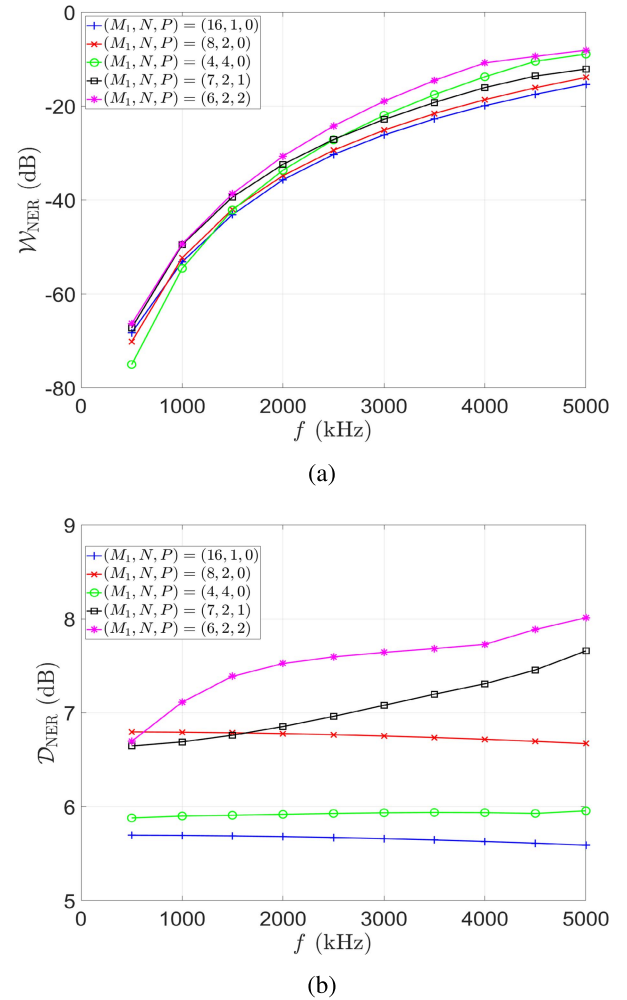 0
-20
-40
-60
-80
𝒲_NER (dB)
(M₁, N, P) = (16, 1, 0)
(M₁, N, P) = (8, 2, 0)
(M₁, N, P) = (4, 4, 0)
(M₁, N, P) = (7, 2, 1)
(M₁, N, P) = (6, 2, 2)
0 1000 2000 3000 4000 5000
f (kHz)
(a)
9
8
7
6
5
𝒟_NER (dB)
(M₁, N, P) = (16, 1, 0)
(M₁, N, P) = (8, 2, 0)
(M₁, N, P) = (4, 4, 0)
(M₁, N, P) = (7, 2, 1)
(M₁, N, P) = (6, 2, 2)
0 1000 2000 3000 4000 5000
f (kHz)
(b)